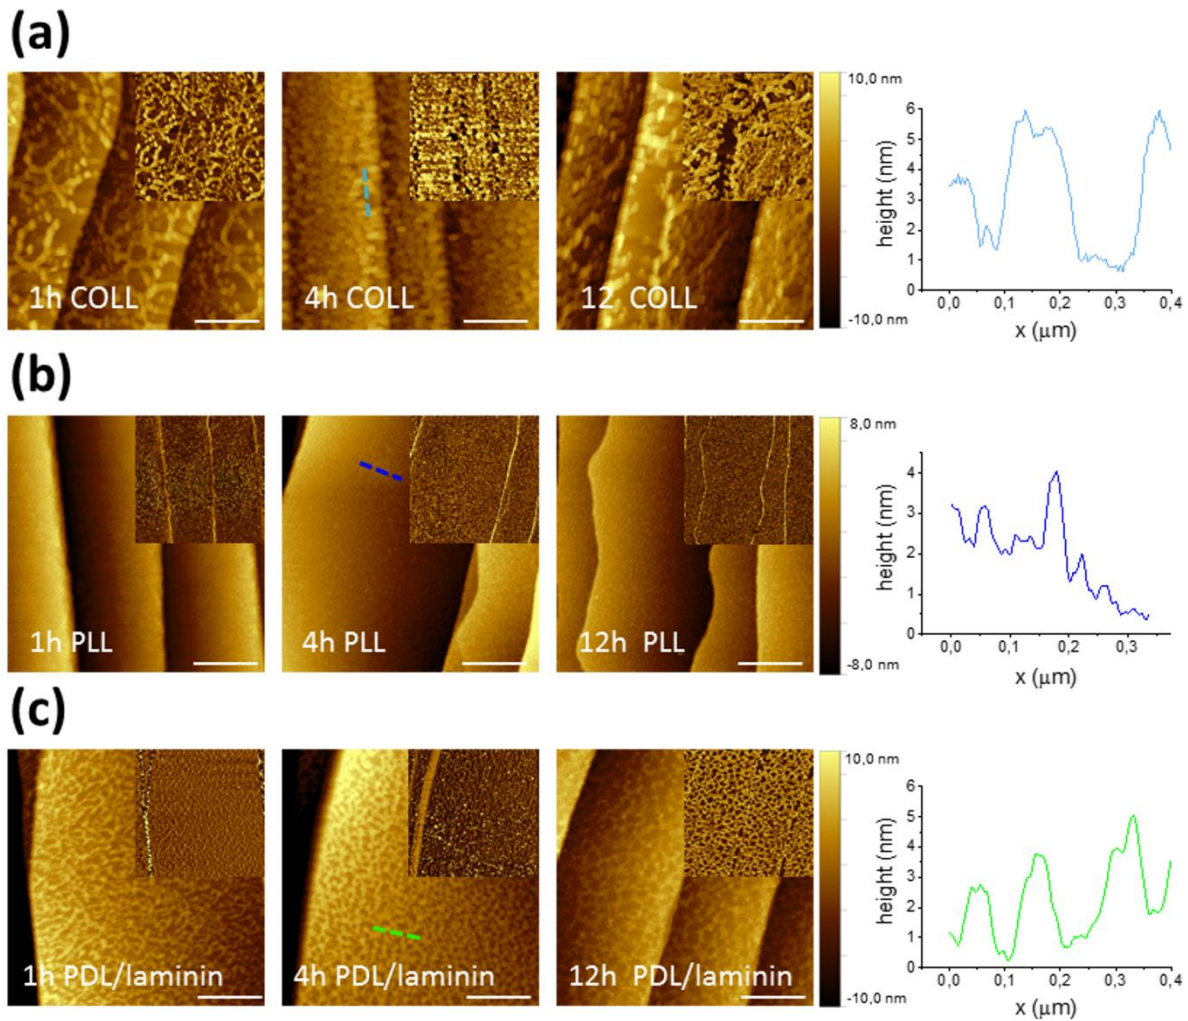 (a)
1h COLL
4h COLL
12 COLL
10,0 nm
-10,0 nm
height (nm)
6
5
4
3
2
1
0
0,0 0,1 0,2 0,3 0,4
x (μm)
(b)
1h PLL
4h PLL
12h PLL
8,0 nm
-8,0 nm
height (nm)
4
3
2
1
0
0,0 0,1 0,2 0,3
x (μm)
(c)
1h PDL/laminin
4h PDL/laminin
12h PDL/laminin
10,0 nm
-10,0 nm
height (nm)
6
5
4
3
2
1
0
0,0 0,1 0,2 0,3 0,4
x (μm)